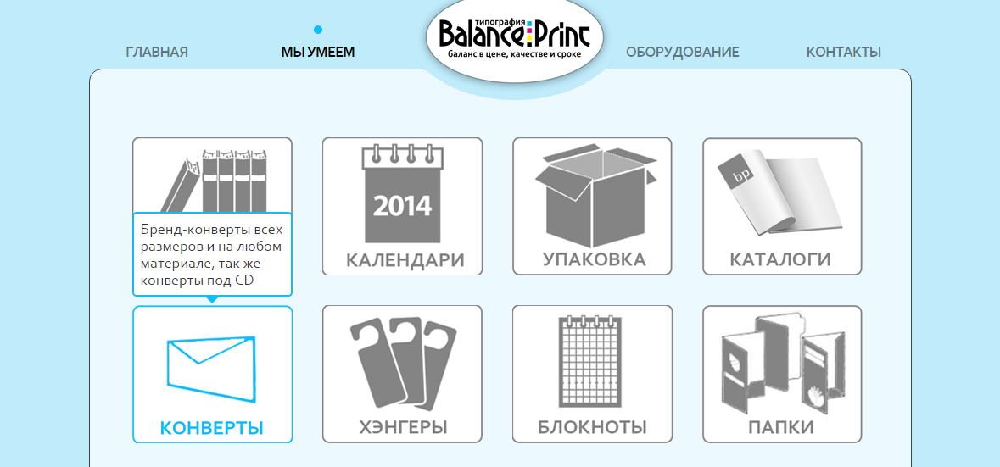 типография
Balance Print
баланс в цене, качестве и сроке
ГЛАВНАЯ
МЫ УМЕЕМ
ОБОРУДОВАНИЕ
КОНТАКТЫ
2014
bp
КАЛЕНДАРИ
УПАКОВКА
КАТАЛОГИ
Бренд-конверты всех
размеров и на любом
материале, так же
конверты под CD
КОНВЕРТЫ
ХЭНГЕРЫ
БЛОКНОТЫ
ПАПКИ